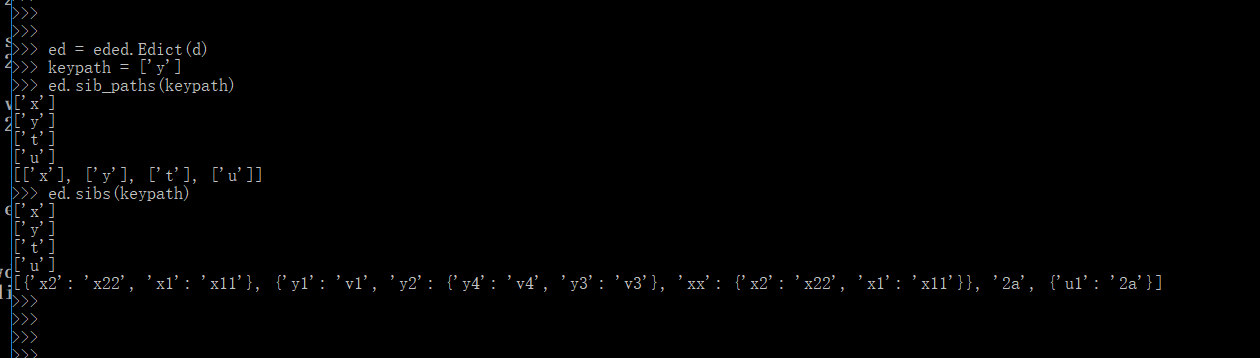 >>>
>>>
>>> ed = eded.Edict(d)
>>> keypath = ['y']
>>> ed.sib_paths(keypath)
['x']
['y']
['t']
['u']
[['x'], ['y'], ['t'], ['u']]
>>> ed.sibs(keypath)
['x']
['y']
['t']
['u']
[{'x2': 'x22', 'x1': 'x11'}, {'y1': 'v1', 'y2': {'y4': 'v4', 'y3': 'v3'}, 'xx': {'x2': 'x22', 'x1': 'x11'}}, '2a', {'u1': '2a'}]
>>>
>>>
>>>
>>>